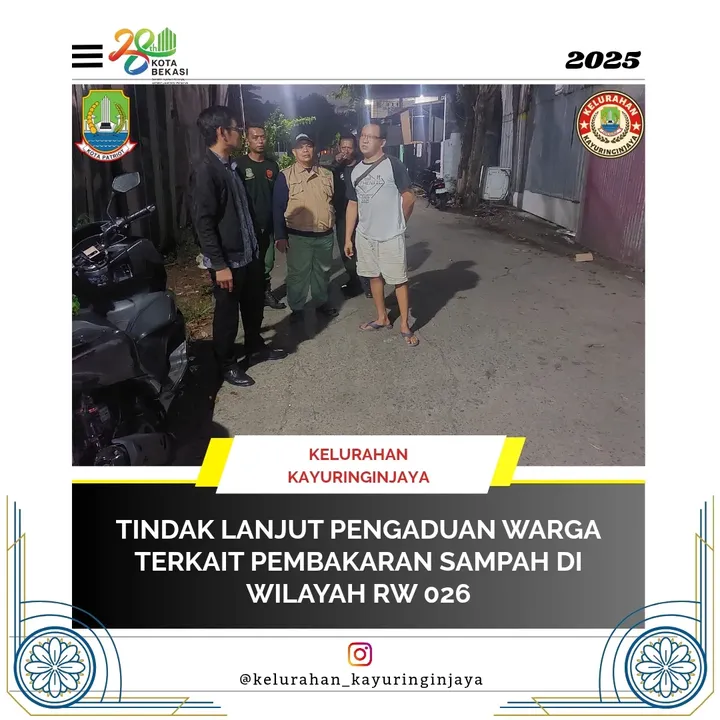 28th
KOTA
BEKASI
2025
KOTA PATRIOT
KELURAHAN
KAYURINGINJAYA
KELURAHAN
KAYURINGINJAYA
TINDAK LANJUT PENGADUAN WARGA
TERKAIT PEMBAKARAN SAMPAH DI
WILAYAH RW 026
@kelurahan_kayuringinjaya